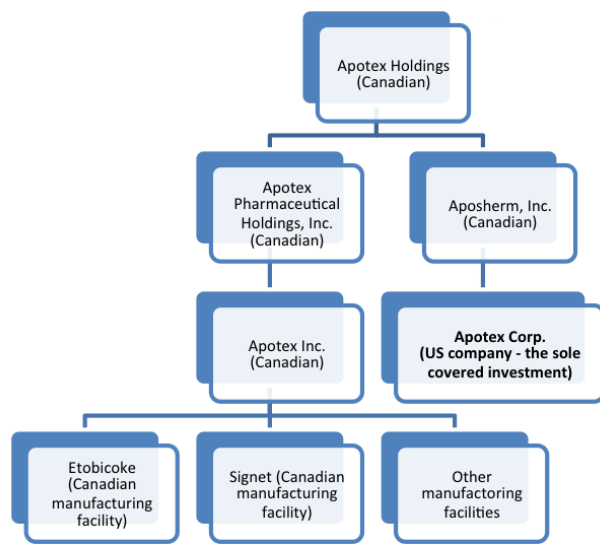 Apotex Holdings
(Canadian)
Apotex
Pharmaceutical
Holdings, Inc.
(Canadian)
Aposherm, Inc.
(Canadian)
Apotex Inc.
(Canadian)
Apotex Corp.
(US company - the sole
covered investment)
Etobicoke
(Canadian
manufacturing
facility)
Signet (Canadian
manufacturing
facility)
Other
manufactoring
facilities